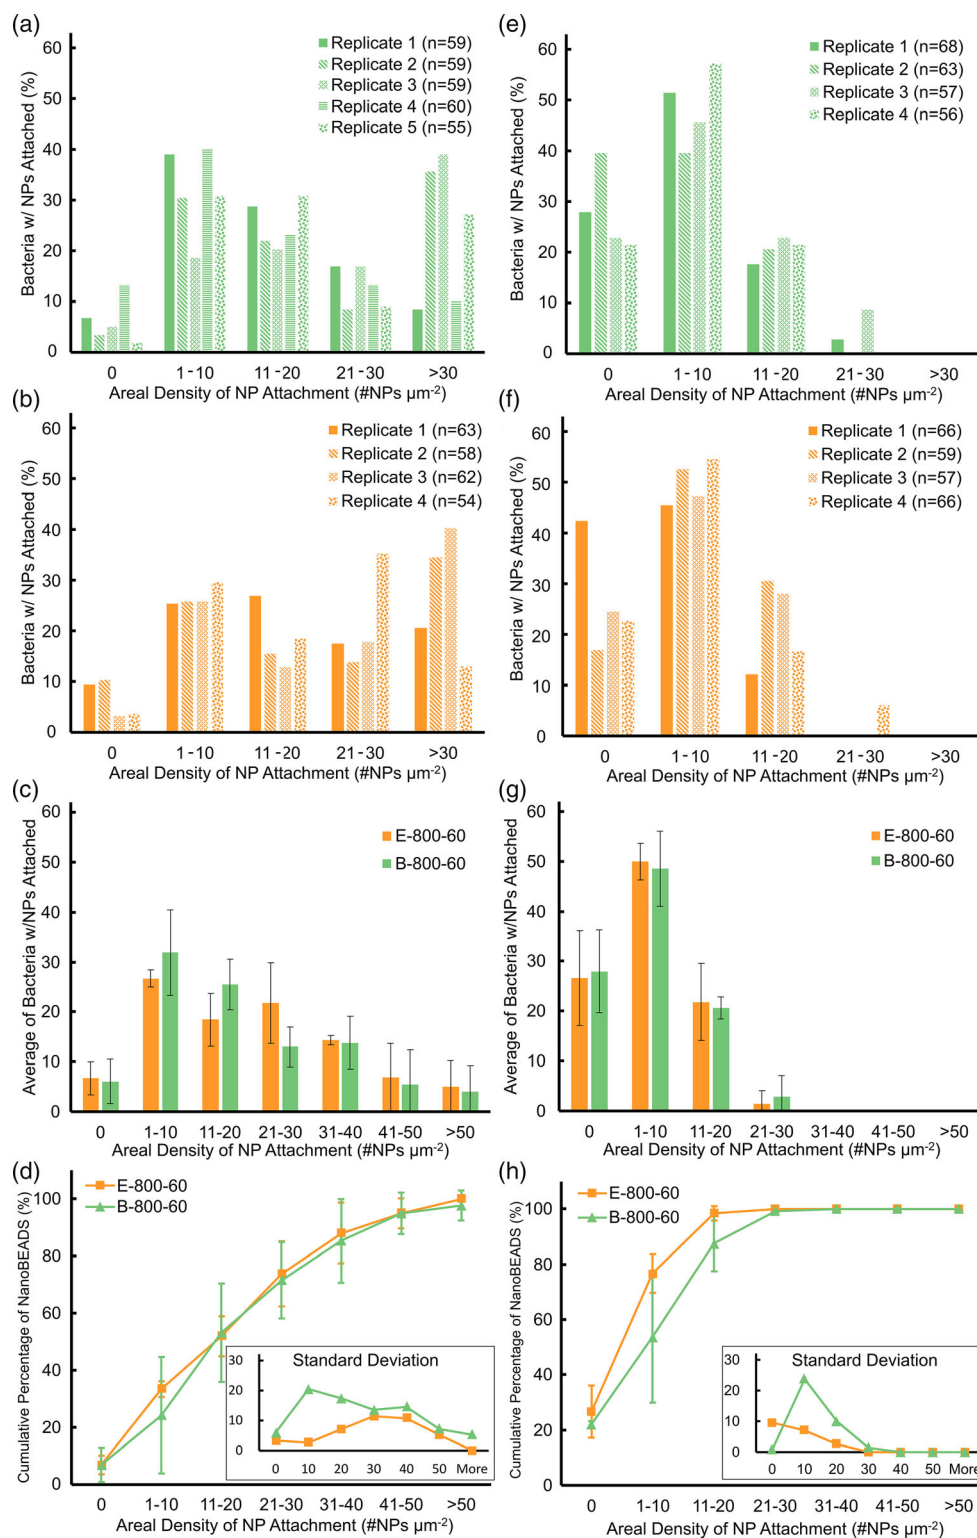 (a)
60
50
40
30
20
10
0
Bacteria w/ NPs Attached (%)
Replicate 1 (n=59)
Replicate 2 (n=59)
Replicate 3 (n=59)
Replicate 4 (n=60)
Replicate 5 (n=55)
0 1-10 11-20 21-30 >30
Areal Density of NP Attachment (#NPs µm-2)
(b)
60
50
40
30
20
10
0
Bacteria w/ NPs Attached (%)
Replicate 1 (n=63)
Replicate 2 (n=58)
Replicate 3 (n=62)
Replicate 4 (n=54)
0 1-10 11-20 21-30 >30
Areal Density of NP Attachment (#NPs µm-2)
(c)
60
50
40
30
20
10
0
Average of Bacteria w/NPs Attached
E-800-60
B-800-60
0 1-10 11-20 21-30 31-40 41-50 >50
Areal Density of NP Attachment (#NPs µm-2)
(d)
100
80
60
40
20
0
Cumulative Percentage of NanoBEADS (%)
E-800-60
B-800-60
Standard Deviation
30
20
10
0
0 10 20 30 40 50 More
0 1-10 11-20 21-30 31-40 41-50 >50
Areal Density of NP Attachment (#NPs µm-2)
(e)
60
50
40
30
20
10
0
Bacteria w/ NPs Attached (%)
Replicate 1 (n=68)
Replicate 2 (n=63)
Replicate 3 (n=57)
Replicate 4 (n=56)
0 1-10 11-20 21-30 >30
Areal Density of NP Attachment (#NPs µm-2)
(f)
60
50
40
30
20
10
0
Bacteria w/ NPs Attached (%)
Replicate 1 (n=66)
Replicate 2 (n=59)
Replicate 3 (n=57)
Replicate 4 (n=66)
0 1-10 11-20 21-30 >30
Areal Density of NP Attachment (#NPs µm-2)
(g)
60
50
40
30
20
10
0
Average of Bacteria w/NPs Attached
E-800-60
B-800-60
0 1-10 11-20 21-30 31-40 41-50 >50
Areal Density of NP Attachment (#NPs µm-2)
(h)
100
80
60
40
20
0
Cumulative Percentage of NanoBEADS (%)
E-800-60
B-800-60
Standard Deviation
30
20
10
0
0 10 20 30 40 50 More
0 1-10 11-20 21-30 31-40 41-50 >50
Areal Density of NP Attachment (#NPs µm-2)